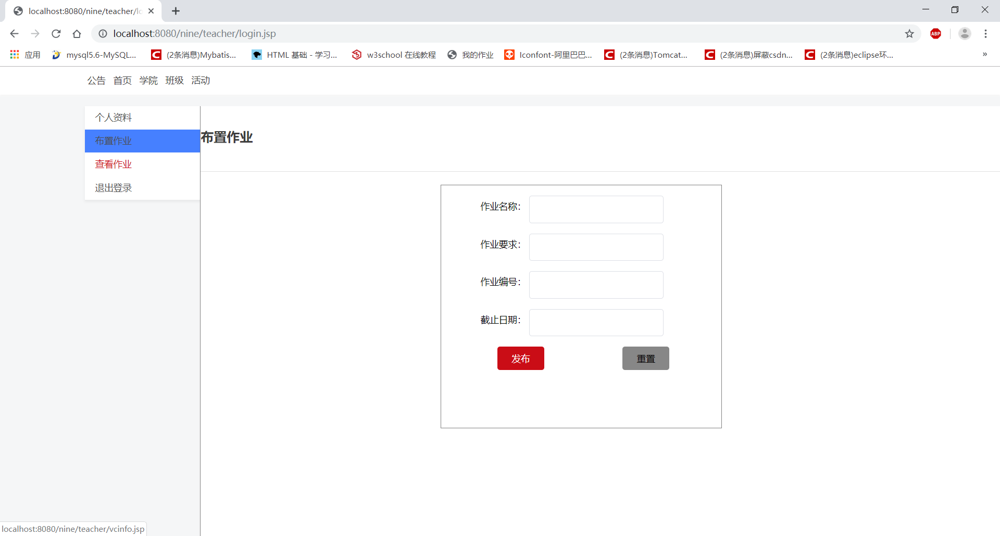 localhost:8080/nine/teacher/lo
localhost:8080/nine/teacher/login.jsp
ABP
应用 mysql5.6-MySQL... (2条消息)Mybatis... HTML 基础 - 学习... w3school 在线教程 我的作业 Iconfont-阿里巴巴... (2条消息)Tomcat... (2条消息)屏蔽csdn... (2条消息)eclipse环... »
公告 首页 学院 班级 活动
个人资料
布置作业
查看作业
退出登录
布置作业
作业名称：
作业要求：
作业编号：
截止日期：
发布 重置
localhost:8080/nine/teacher/vcinfo.jsp